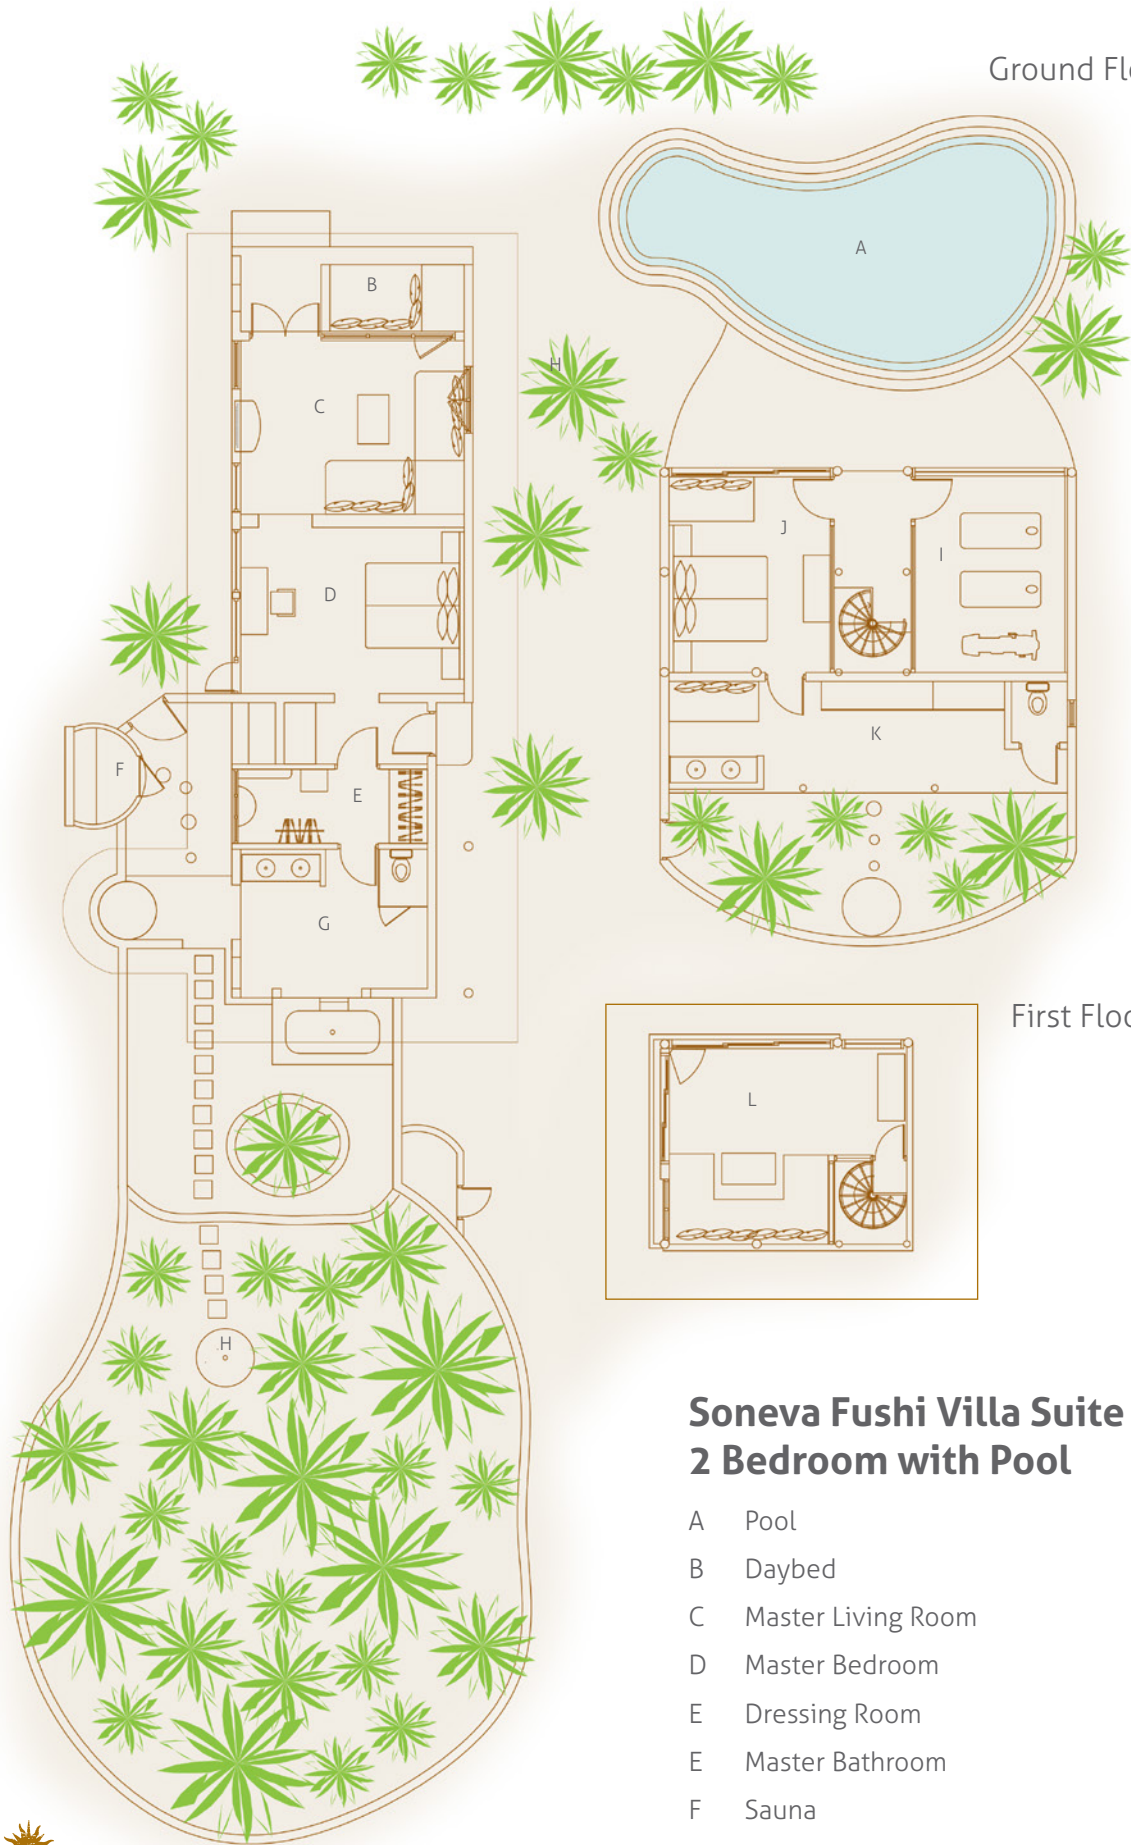 Ground Flo
A
B
H
C
J
I
D
K
F
E
G
First Floo
L
H
Soneva Fushi Villa Suite
2 Bedroom with Pool
A Pool
B Daybed
C Master Living Room
D Master Bedroom
E Dressing Room
E Master Bathroom
F Sauna